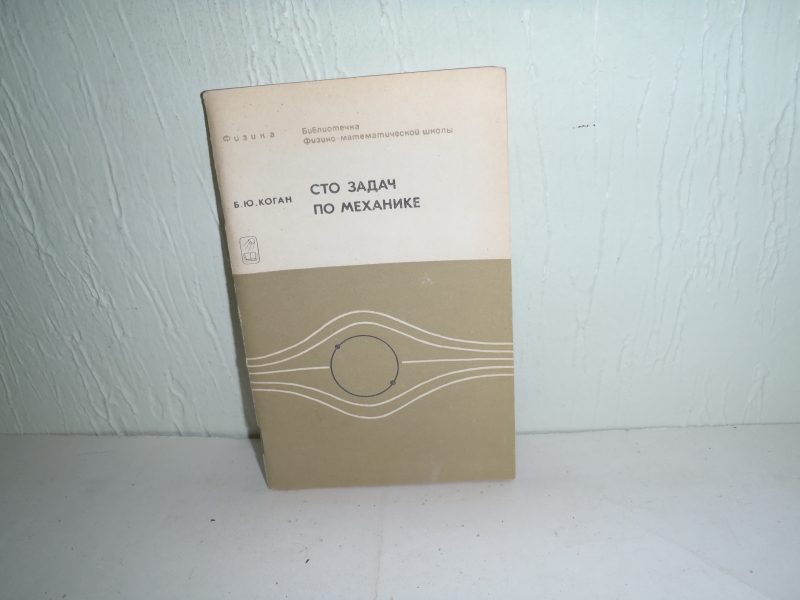 Физика
Библиотечка
физико-математической школы
Б.Ю.КОГАН
СТО ЗАДАЧ
ПО МЕХАНИКЕ